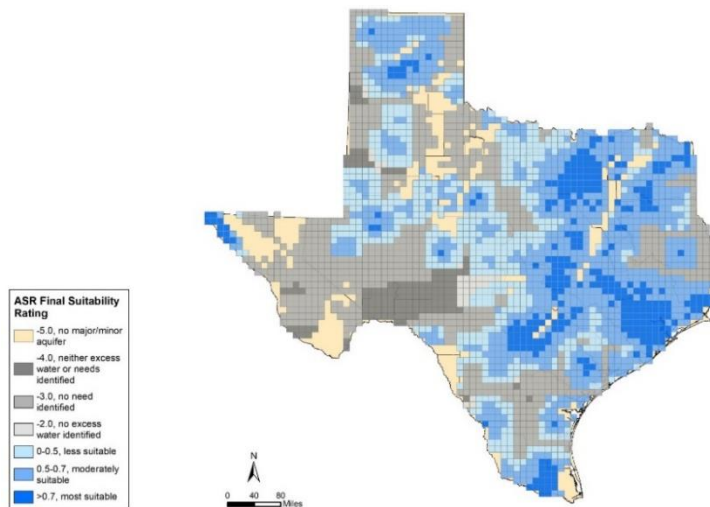 ASR Final Suitability
Rating
-5.0, no major/minor
aquifer
-4.0, neither excess
water or needs
identified
-3.0, no need
identified
-2.0, no excess
water identified
0-0.5, less suitable
0.5-0.7, moderately
suitable
>0.7, most suitable
N
0 40 80
Miles